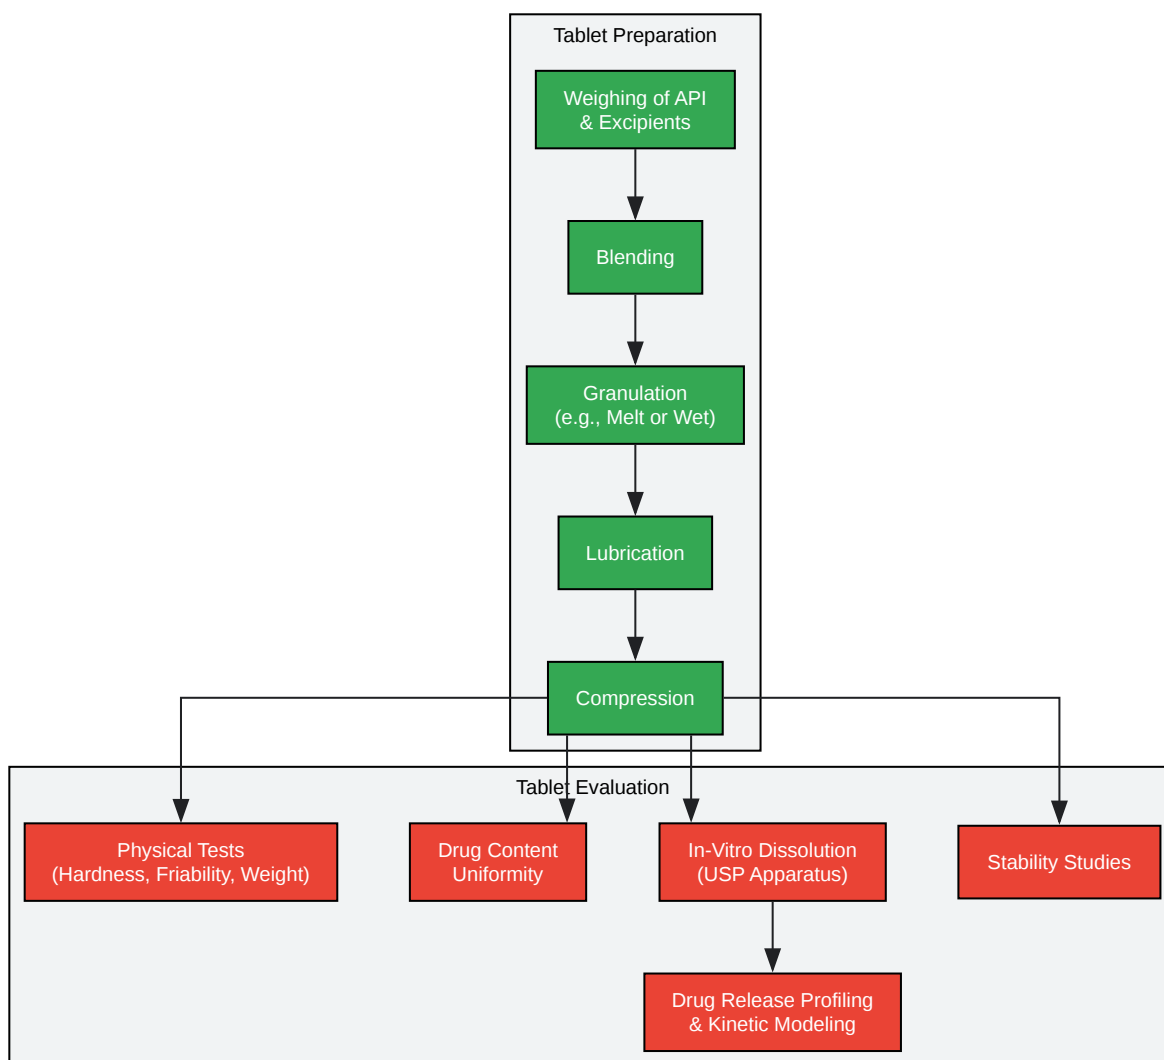 Tablet Preparation
Weighing of API
& Excipients
Blending
Granulation
(e.g., Melt or Wet)
Lubrication
Compression
Tablet Evaluation
Physical Tests
(Hardness, Friability, Weight)
Drug Content
Uniformity
In-Vitro Dissolution
(USP Apparatus)
Stability Studies
Drug Release Profiling
& Kinetic Modeling